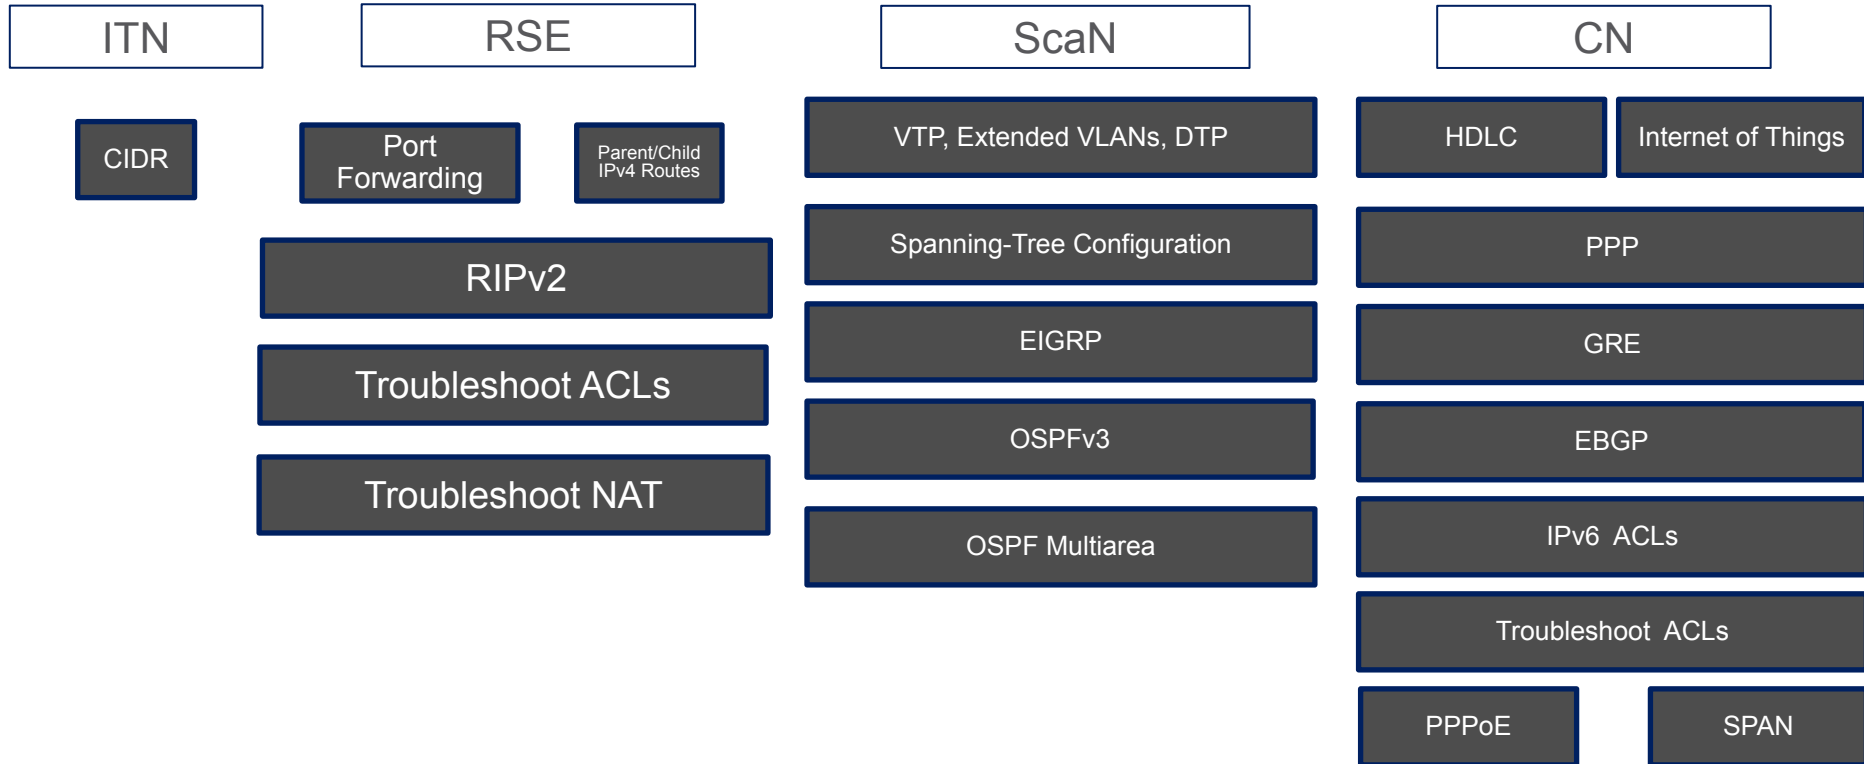 ITN
RSE
ScaN
CN
CIDR
Port
Forwarding
Parent/Child
IPv4 Routes
RIPv2
Troubleshoot ACLs
Troubleshoot NAT
VTP, Extended VLANs, DTP
Spanning-Tree Configuration
EIGRP
OSPFv3
OSPF Multiarea
HDLC
Internet of Things
PPP
GRE
EBGP
IPv6 ACLs
Troubleshoot ACLs
PPPoE
SPAN